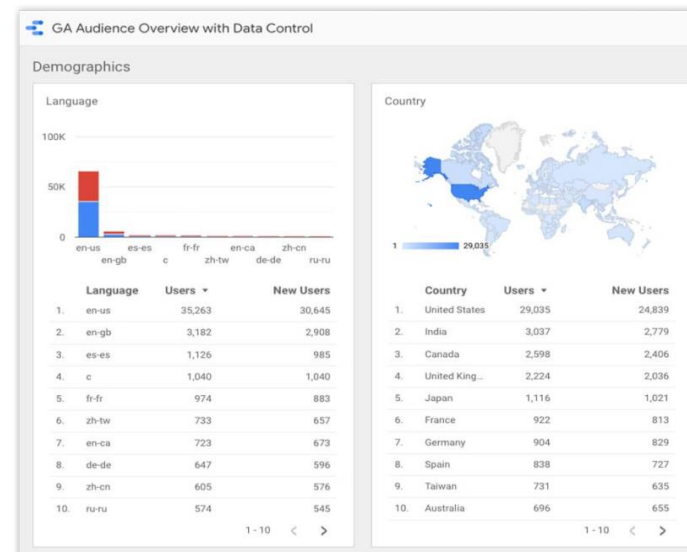 GA Audience Overview with Data Control
Demographics
Language
100K
50K
0
en-us es-es fr-fr en-ca zh-cn
en-gb c zh-tw de-de ru-ru
Language Users New Users
1. en-us 35,263 30,645
2. en-gb 3,182 2,908
3. es-es 1,126 985
4. c 1,040 1,040
5. fr-fr 974 883
6. zh-tw 733 657
7. en-ca 723 673
8. de-de 647 596
9. zh-cn 605 576
10. ru-ru 574 545
1 - 10
Country
1 29,035
Country Users New Users
1. United States 29,035 24,839
2. India 3,037 2,779
3. Canada 2,598 2,406
4. United King... 2,224 2,036
5. Japan 1,116 1,021
6. France 922 813
7. Germany 904 829
8. Spain 838 727
9. Taiwan 731 635
10. Australia 696 655
1 - 10